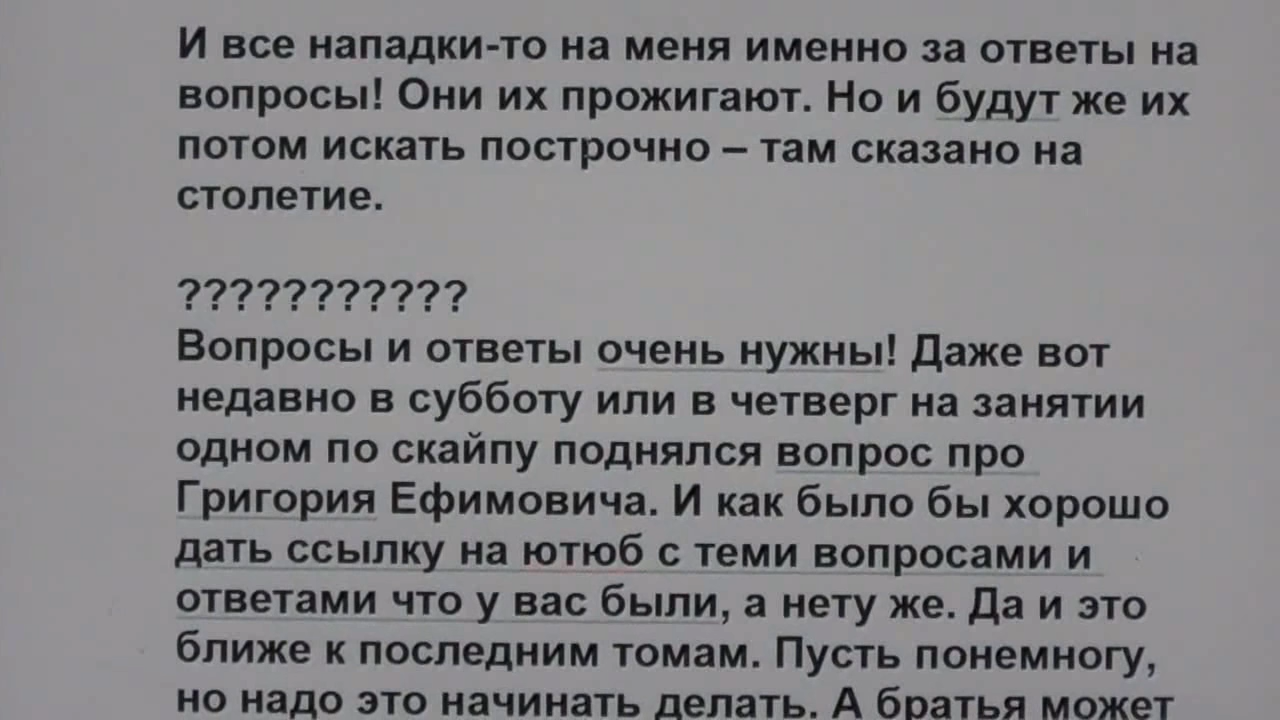 И все нападки-то на меня именно за ответы на
вопросы! Они их прожигают. Но и будут же их
потом искать построчно – там сказано на
столетие.
???????????
Вопросы и ответы очень нужны! Даже вот
недавно в субботу или в четверг на занятии
одном по скайпу поднялся вопрос про
Григория Ефимовича. И как было бы хорошо
дать ссылку на ютюб с теми вопросами и
ответами что у вас были, а нету же. Да и это
ближе к последним томам. Пусть понемногу,
но надо это начинать делать. А братья может